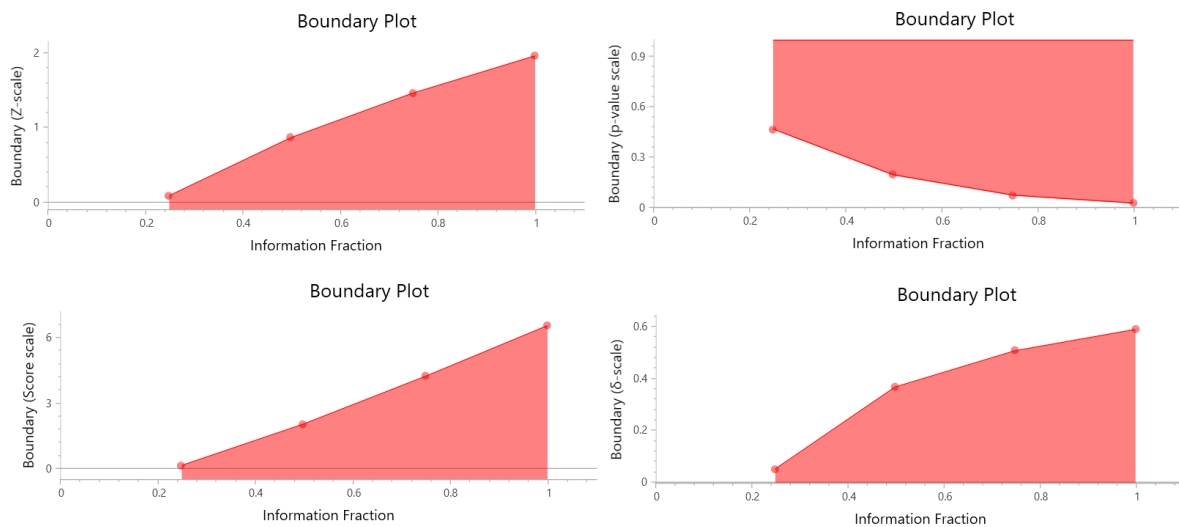 Boundary Plot
Boundary (Z-scale)
2
1
0
0 0.2 0.4 0.6 0.8 1
Information Fraction
Boundary Plot
Boundary (p-value scale)
0.9
0.6
0.3
0
0 0.2 0.4 0.6 0.8 1
Information Fraction
Boundary Plot
Boundary (Score scale)
6
3
0
0 0.2 0.4 0.6 0.8 1
Information Fraction
Boundary Plot
Boundary (δ-scale)
0.6
0.4
0.2
0
0 0.2 0.4 0.6 0.8 1
Information Fraction